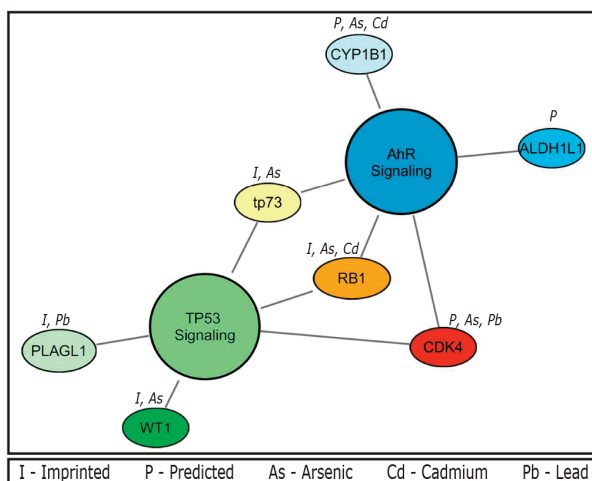 P, As, Cd
CYP1B1
P
ALDH1L1
AhR
Signaling
I, As
tp73
I, As, Cd
RB1
TP53
Signaling
I, Pb
PLAGL1
P, As, Pb
CDK4
I, As
WT1
I - Imprinted P - Predicted As - Arsenic Cd - Cadmium Pb - Lead